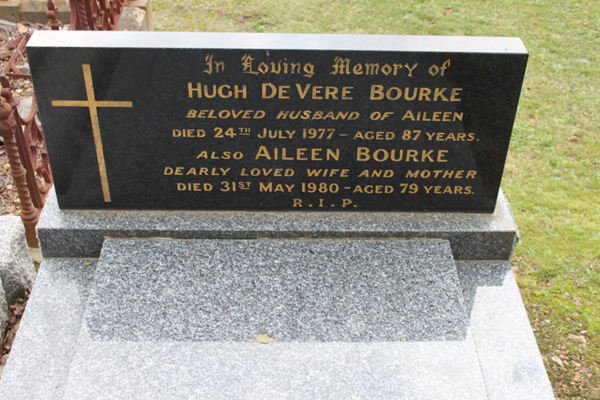 In Loving Memory of
HUGH DE VERE BOURKE
BELOVED HUSBAND OF AILEEN
DIED 24TH JULY 1977 - AGED 87 YEARS.
ALSO AILEEN BOURKE
DEARLY LOVED WIFE AND MOTHER
DIED 31ST MAY 1980 - AGED 79 YEARS.
R.I.P.